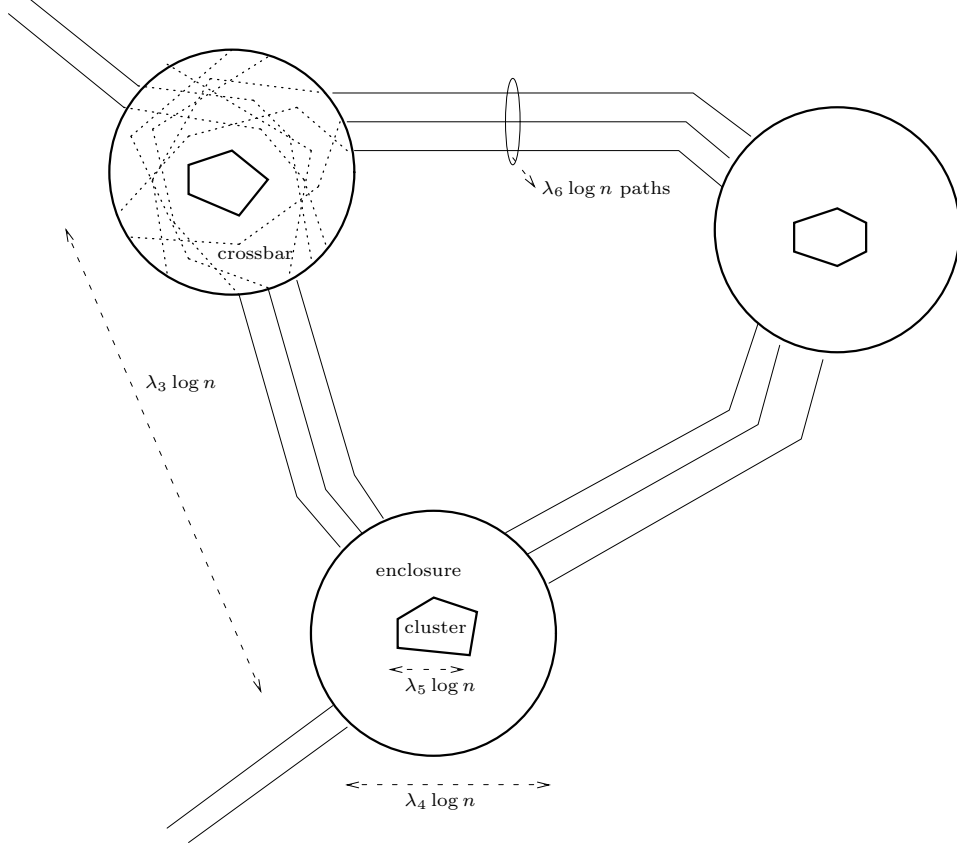 λ₆ log n paths
crossbar
λ₃ log n
enclosure
cluster
λ₅ log n
λ₄ log n